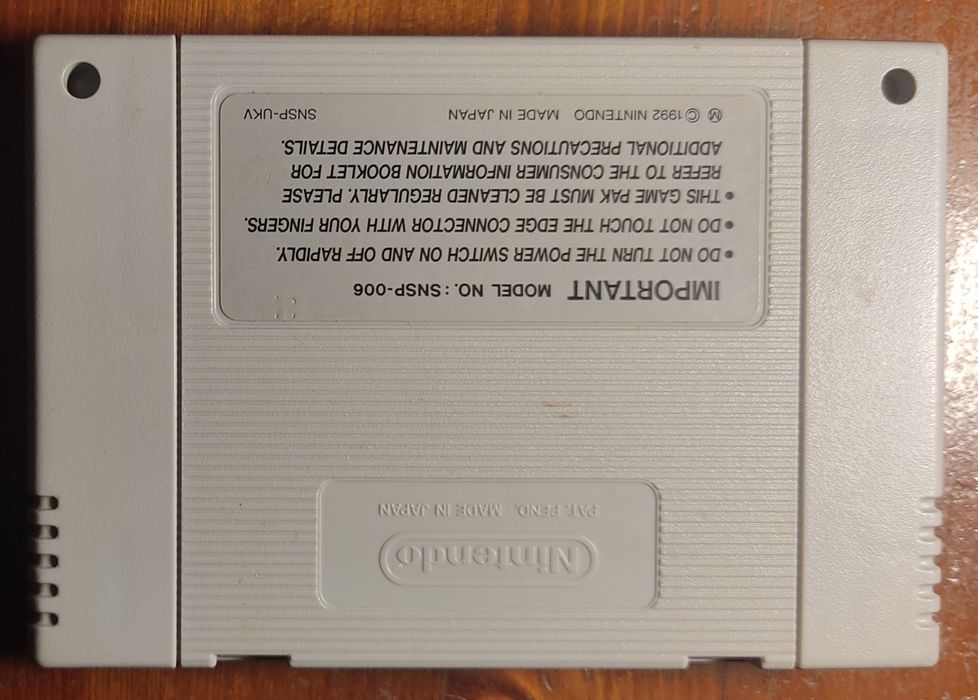 IMPORTANT MODEL NO.: SNSP-006
• DO NOT TURN THE POWER SWITCH ON AND OFF RAPIDLY.
• DO NOT TOUCH THE EDGE CONNECTOR WITH YOUR FINGERS.
• THIS GAME PAK MUST BE CLEANED REGULARLY. PLEASE
REFER TO THE CONSUMER INFORMATION BOOKLET FOR
ADDITIONAL PRECAUTIONS AND MAINTENANCE DETAILS.
Ⓜ © 1992 NINTENDO MADE IN JAPAN SNSP-UKV
Nintendo
PAT. PEND. MADE IN JAPAN